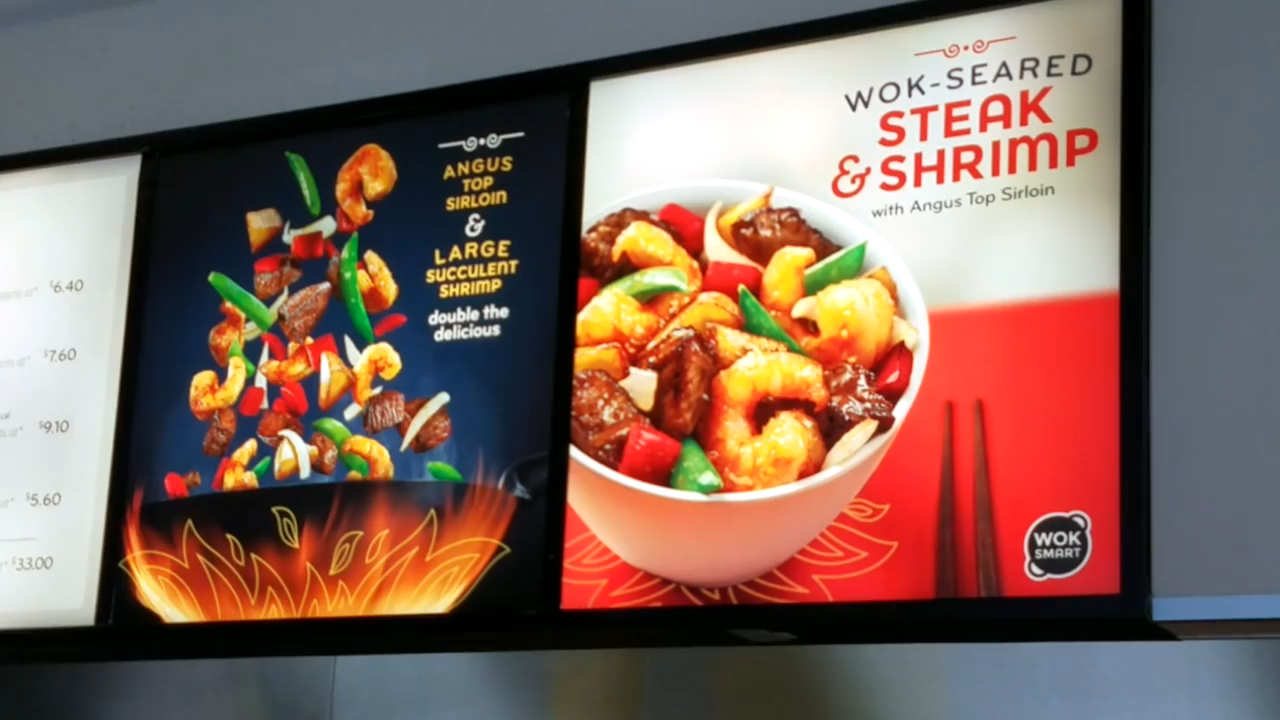 $6.40
$7.60
$9.10
$5.60
$33.00
ANGUS
TOP
SIRLOIN
&
LARGE
SUCCULENT
SHRIMP
double the
delicious
WOK-SEARED
STEAK
& SHRIMP
with Angus Top Sirloin
WOK
SMART